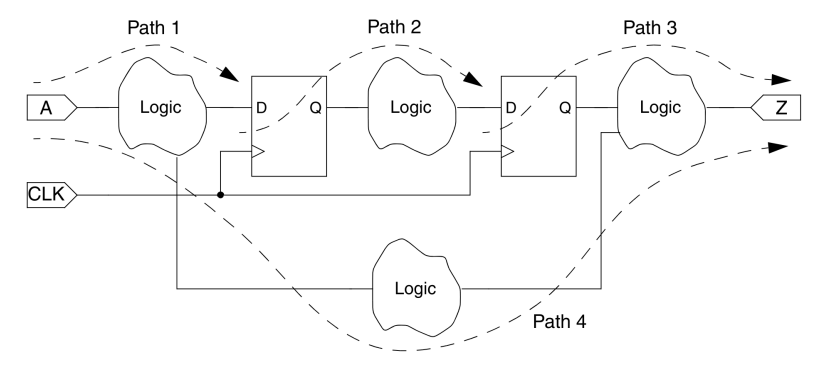 Path 1
Path 2
Path 3
A
Logic
D
Q
Logic
D
Q
Logic
Z
CLK
Logic
Path 4